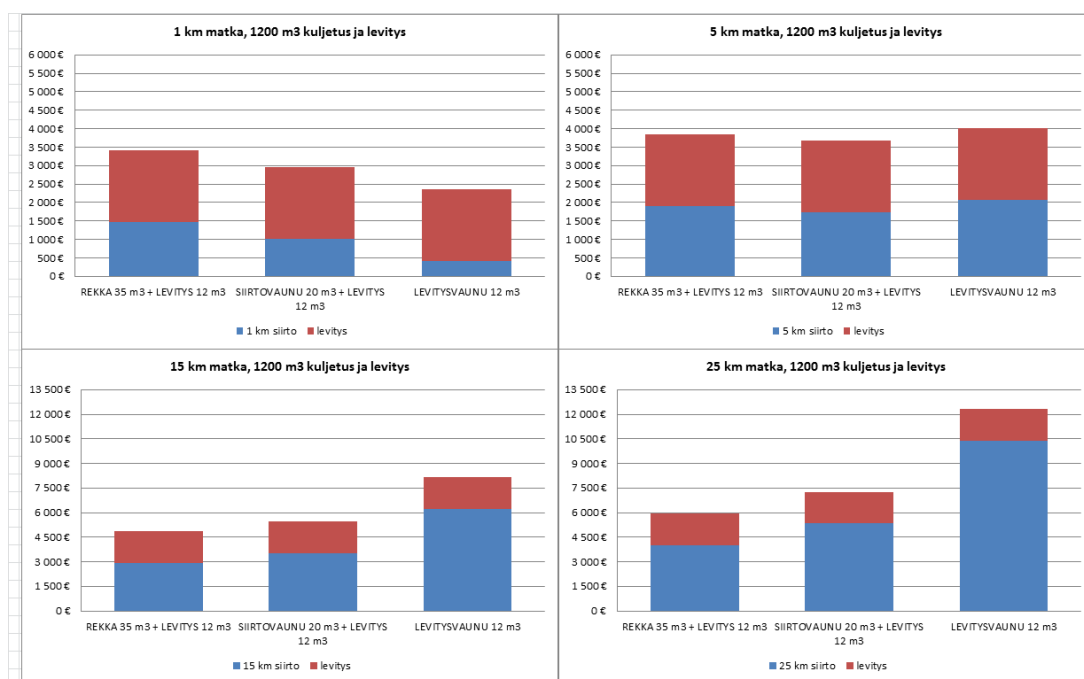 1 km matka, 1200 m3 kuljetus ja levitys
6 000 €
5 500 €
5 000 €
4 500 €
4 000 €
3 500 €
3 000 €
2 500 €
2 000 €
1 500 €
1 000 €
500 €
0 €
REKKA 35 m3 + LEVITYS 12 m3 SIIRTOVAUNU 20 m3 + LEVITYS LEVITYSVAUNU 12 m3
12 m3
1 km siirto levitys
5 km matka, 1200 m3 kuljetus ja levitys
6 000 €
5 500 €
5 000 €
4 500 €
4 000 €
3 500 €
3 000 €
2 500 €
2 000 €
1 500 €
1 000 €
500 €
0 €
REKKA 35 m3 + LEVITYS 12 m3 SIIRTOVAUNU 20 m3 + LEVITYS LEVITYSVAUNU 12 m3
12 m3
5 km siirto levitys
15 km matka, 1200 m3 kuljetus ja levitys
13 500 €
12 000 €
10 500 €
9 000 €
7 500 €
6 000 €
4 500 €
3 000 €
1 500 €
0 €
REKKA 35 m3 + LEVITYS 12 m3 SIIRTOVAUNU 20 m3 + LEVITYS LEVITYSVAUNU 12 m3
12 m3
15 km siirto levitys
25 km matka, 1200 m3 kuljetus ja levitys
13 500 €
12 000 €
10 500 €
9 000 €
7 500 €
6 000 €
4 500 €
3 000 €
1 500 €
0 €
REKKA 35 m3 + LEVITYS 12 m3 SIIRTOVAUNU 20 m3 + LEVITYS LEVITYSVAUNU 12 m3
12 m3
25 km siirto levitys